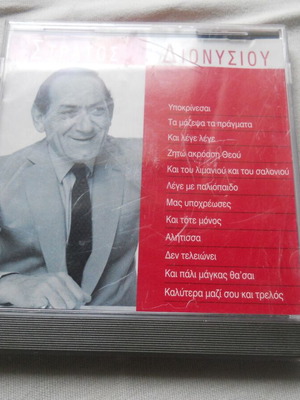 ΔΙΟΝΥΣΙΟΥ
Υποκρίνεσαι
Τα μάζεψα τα πράγματα
Και λέγε λέγε
Ζητώ ακρόαση Θεού
Και του λιμανιού και του σαλονιού
Λέγε με παλιόπαιδο
Μας υποχρέωσες
Και τότε μόνος
Αλήτισσα
Δεν τελειώνει
Και πάλι μάγκας θα'σαι
Καλύτερα μαζί σου και τρελός